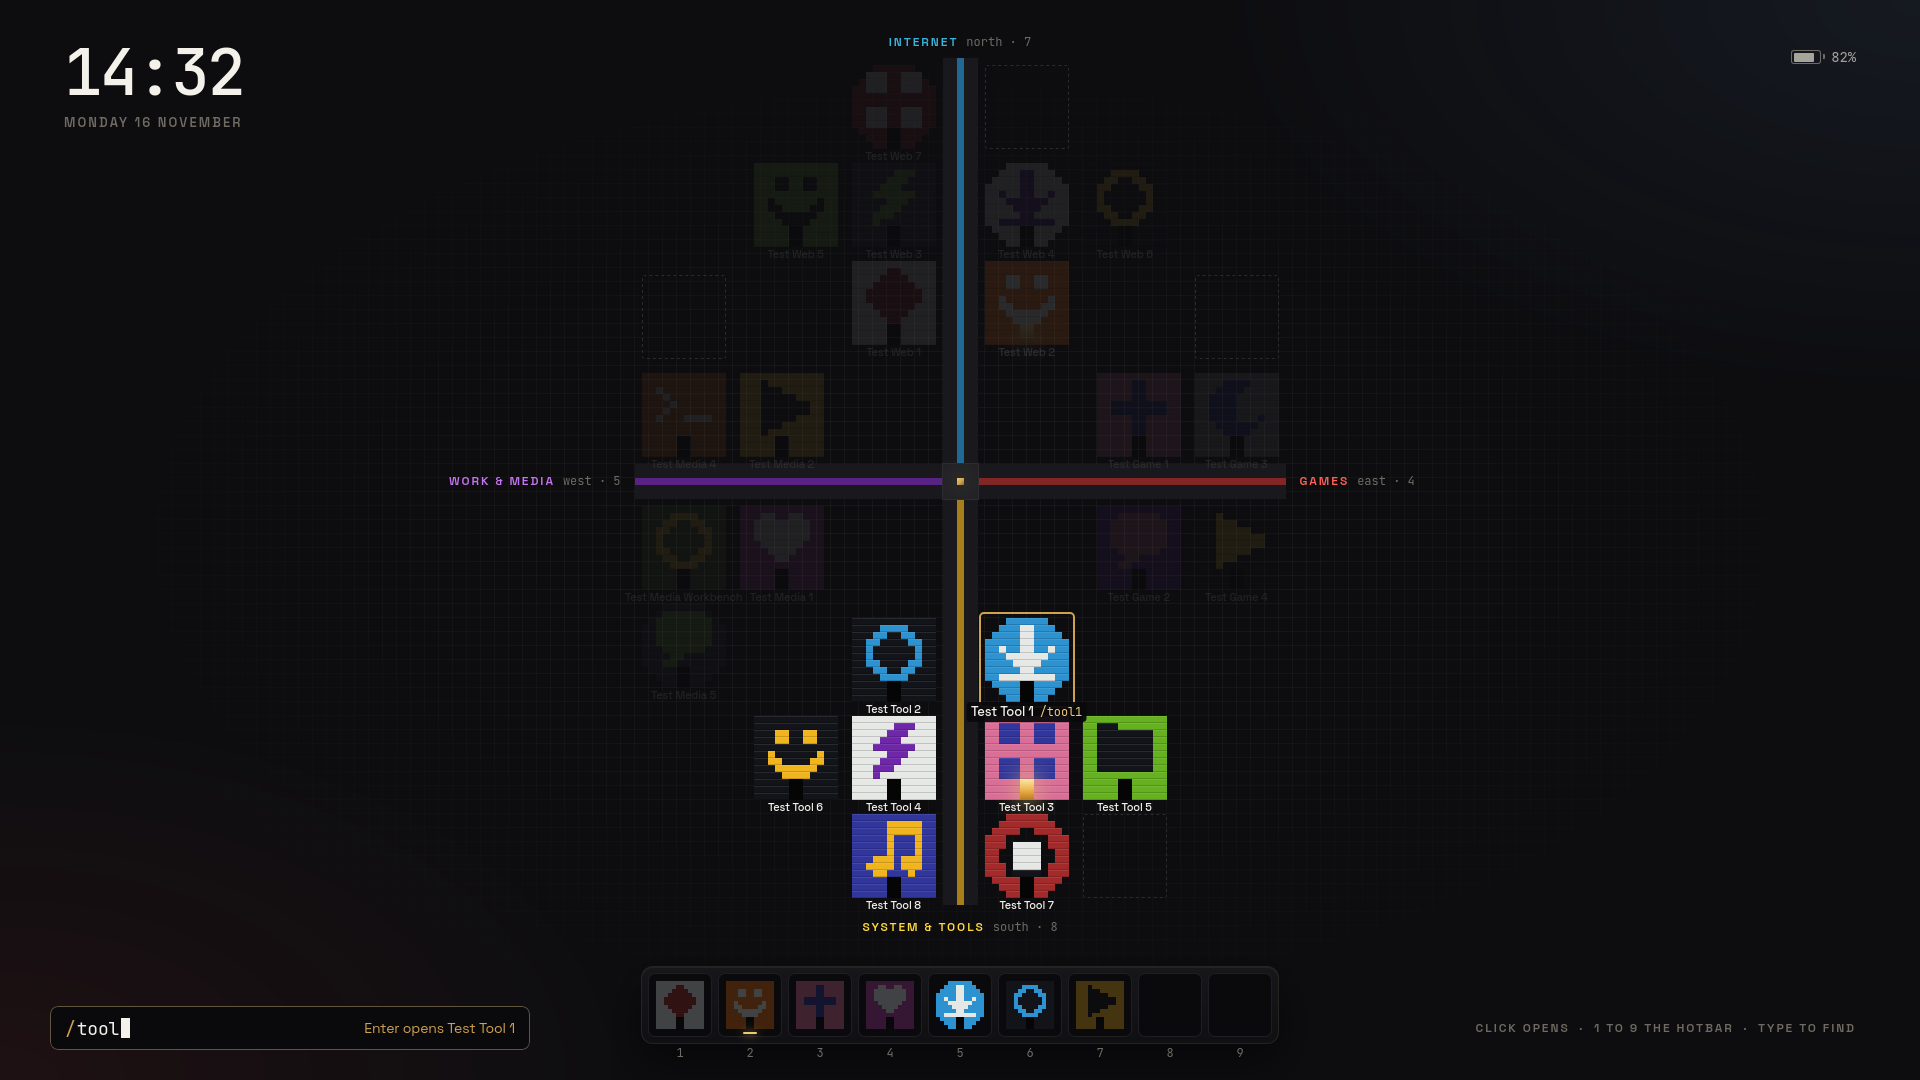 14:32
MONDAY 16 NOVEMBER
INTERNET north · 7
82%
Test Web 7
Test Web 5
Test Web 3
Test Web 4
Test Web 6
Test Web 1
Test Web 2
Test Media 4
Test Media 2
Test Game 1
Test Game 3
WORK & MEDIA west · 5
GAMES east · 4
Test Media Workbench
Test Media 1
Test Game 2
Test Game 4
Test Media 5
Test Tool 2
Test Tool 1 /tool1
Test Tool 6
Test Tool 4
Test Tool 3
Test Tool 5
Test Tool 8
Test Tool 7
SYSTEM & TOOLS south · 8
/tool
Enter opens Test Tool 1
1 2 3 4 5 6 7 8 9
CLICK OPENS · 1 TO 9 THE HOTBAR · TYPE TO FIND